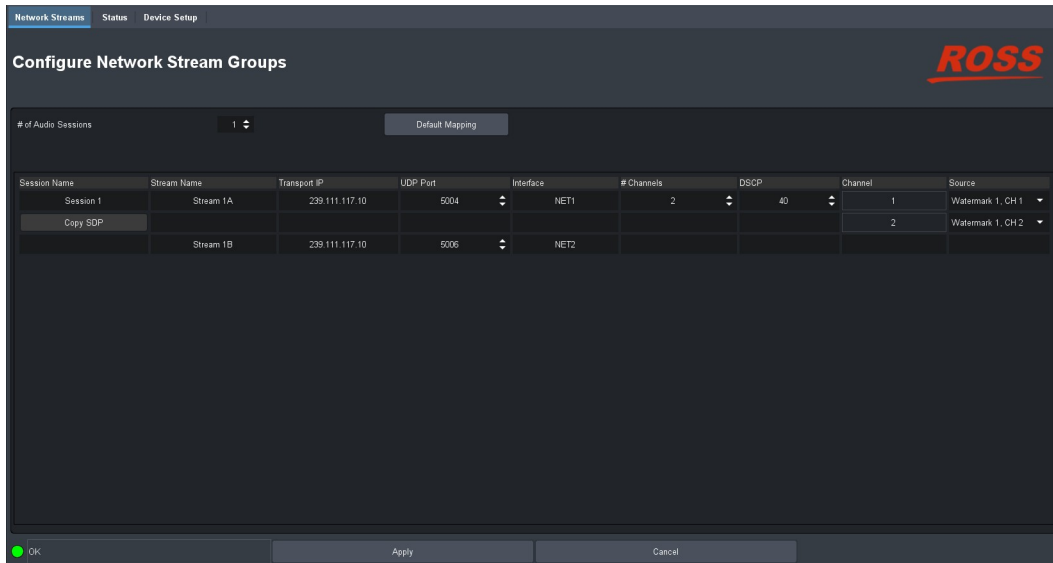 Network Streams Status Device Setup
Configure Network Stream Groups
ROSS
# of Audio Sessions 1 Default Mapping
Session Name Stream Name Transport IP UDP Port Interface # Channels DSCP Channel Source
Session 1 Stream 1A 239.111.117.10 5004 NET1 2 40 1 Watermark 1, CH 1
Copy SDP 2 Watermark 1, CH 2
Stream 1B 239.111.117.10 5006 NET2
OK Apply Cancel